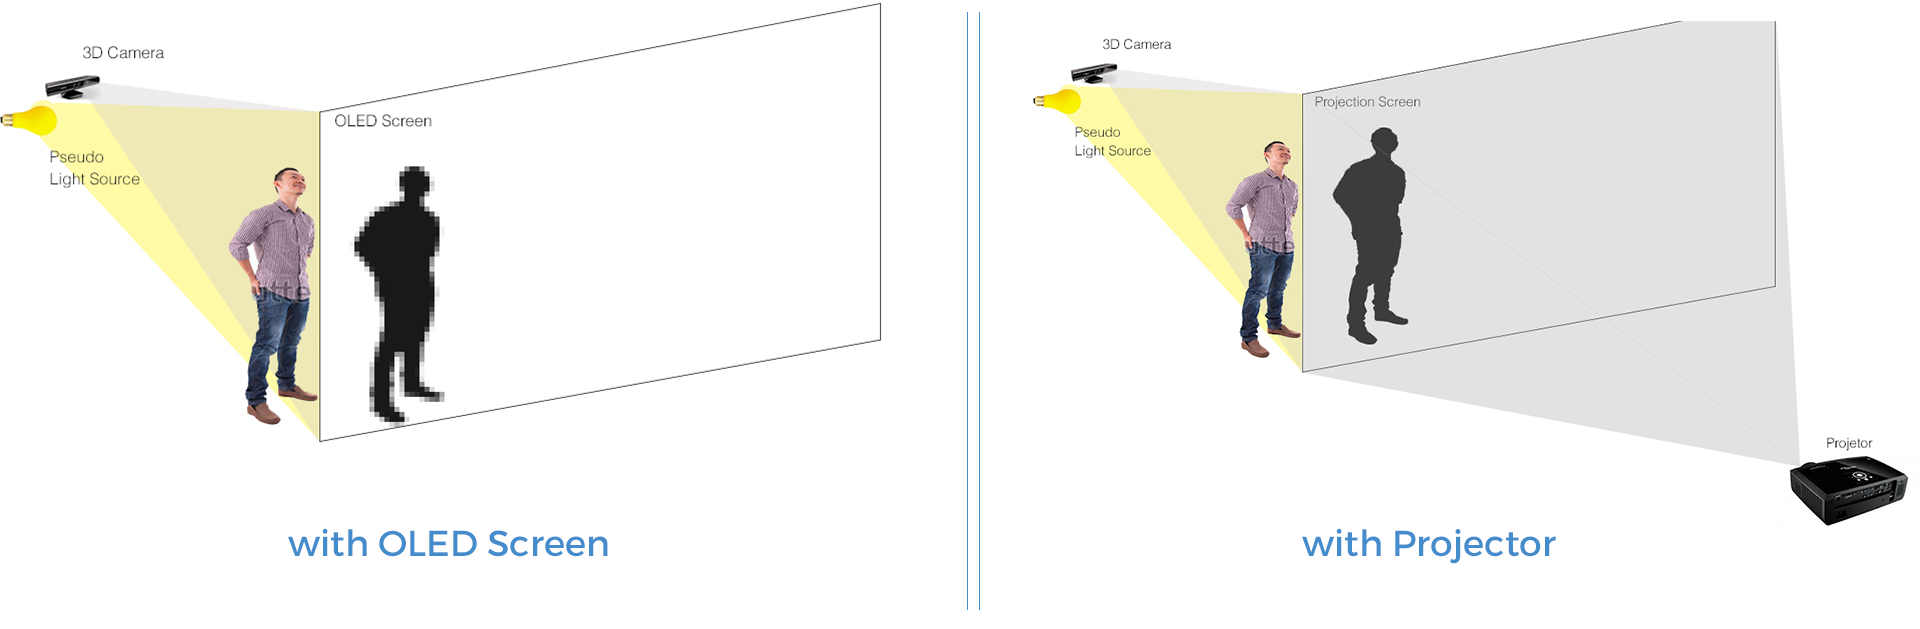 3D Camera
OLED Screen
Pseudo
Light Source
with OLED Screen
3D Camera
Projection Screen
Pseudo
Light Source
Projetor
with Projector